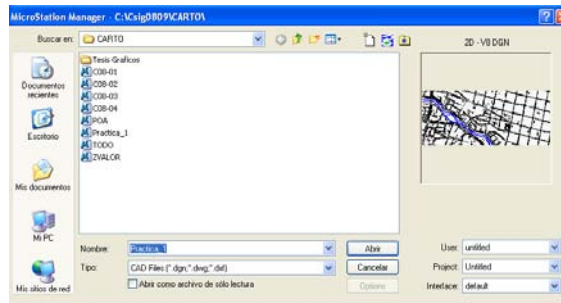 MicroStation Manager - C:\Csig0809\CARTO\
Buscar en: CARTO
2D - V8 DGN
Documentos recientes
Escritorio
Mis documentos
Mi PC
Mis sitios de red
Tesis-Graficos
C08-01
C08-02
C08-03
C08-04
POA
Practica_1
TODO
ZVALOR
Nombre: Practica_1 Abrir
Tipo: CAD Files (*.dgn;*.dwg;*.dxf) Cancelar
Abrir como archivo de sólo lectura Options
User: untitled
Project: Untitled
Interface: default